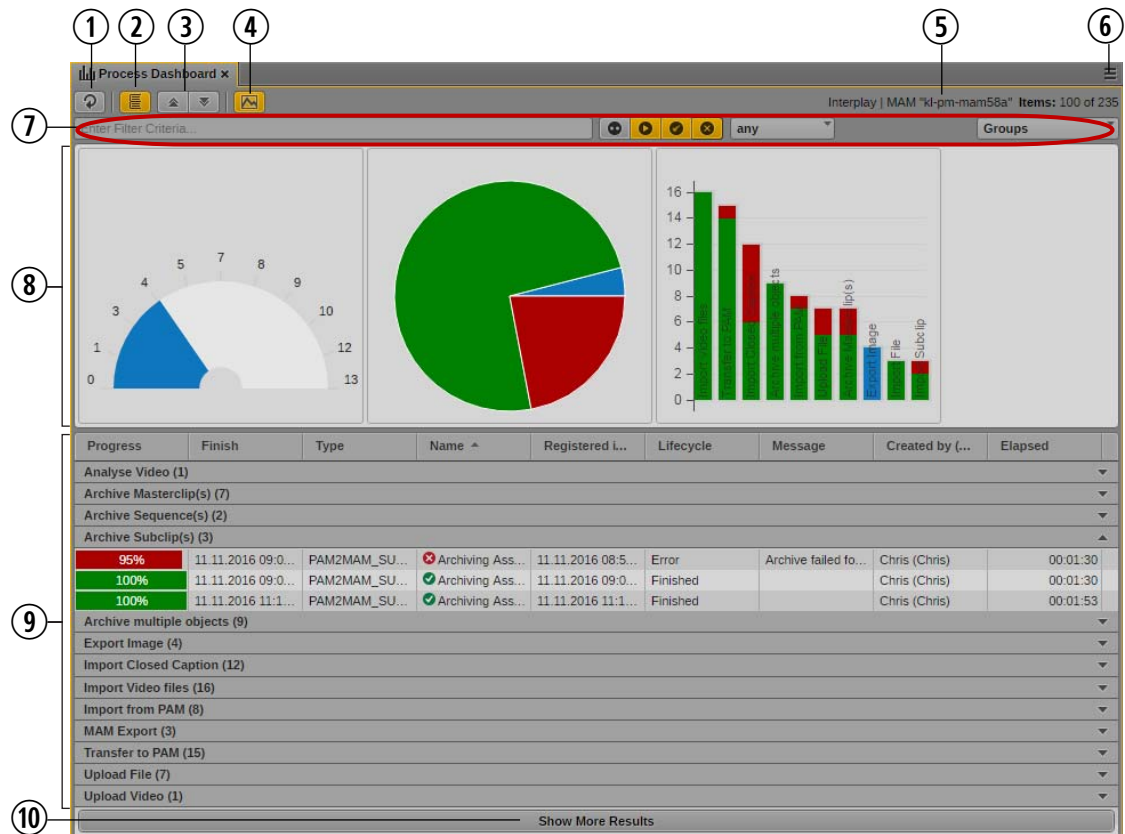 1 2 3 4 5 6
Process Dashboard ×
Interplay | MAM "kl-pm-mam58a" Items: 100 of 235
7
Enter Filter Criteria... any Groups
8
0 1 3 4 5 7 8 9 10 12 13
16
14
12
10
8
6
4
2
0
Import Video files
Transfer to PAM
Import Closed
Archive multiple objects
Import from PAM
Upload File
Export Image
File
Subclip
9
Progress Finish Type Name Registered i... Lifecycle Message Created by (... Elapsed
Analyse Video (1)
Archive Masterclip(s) (7)
Archive Sequence(s) (2)
Archive Subclip(s) (3)
95% 11.11.2016 09:0... PAM2MAM_SU... Archiving Ass... 11.11.2016 08:5... Error Archive failed fo... Chris (Chris) 00:01:30
100% 11.11.2016 09:0... PAM2MAM_SU... Archiving Ass... 11.11.2016 09:0... Finished Chris (Chris) 00:01:30
100% 11.11.2016 11:1... PAM2MAM_SU... Archiving Ass... 11.11.2016 11:1... Finished Chris (Chris) 00:01:53
Archive multiple objects (9)
Export Image (4)
Import Closed Caption (12)
Import Video files (16)
Import from PAM (8)
MAM Export (3)
Transfer to PAM (15)
Upload File (7)
Upload Video (1)
10
Show More Results